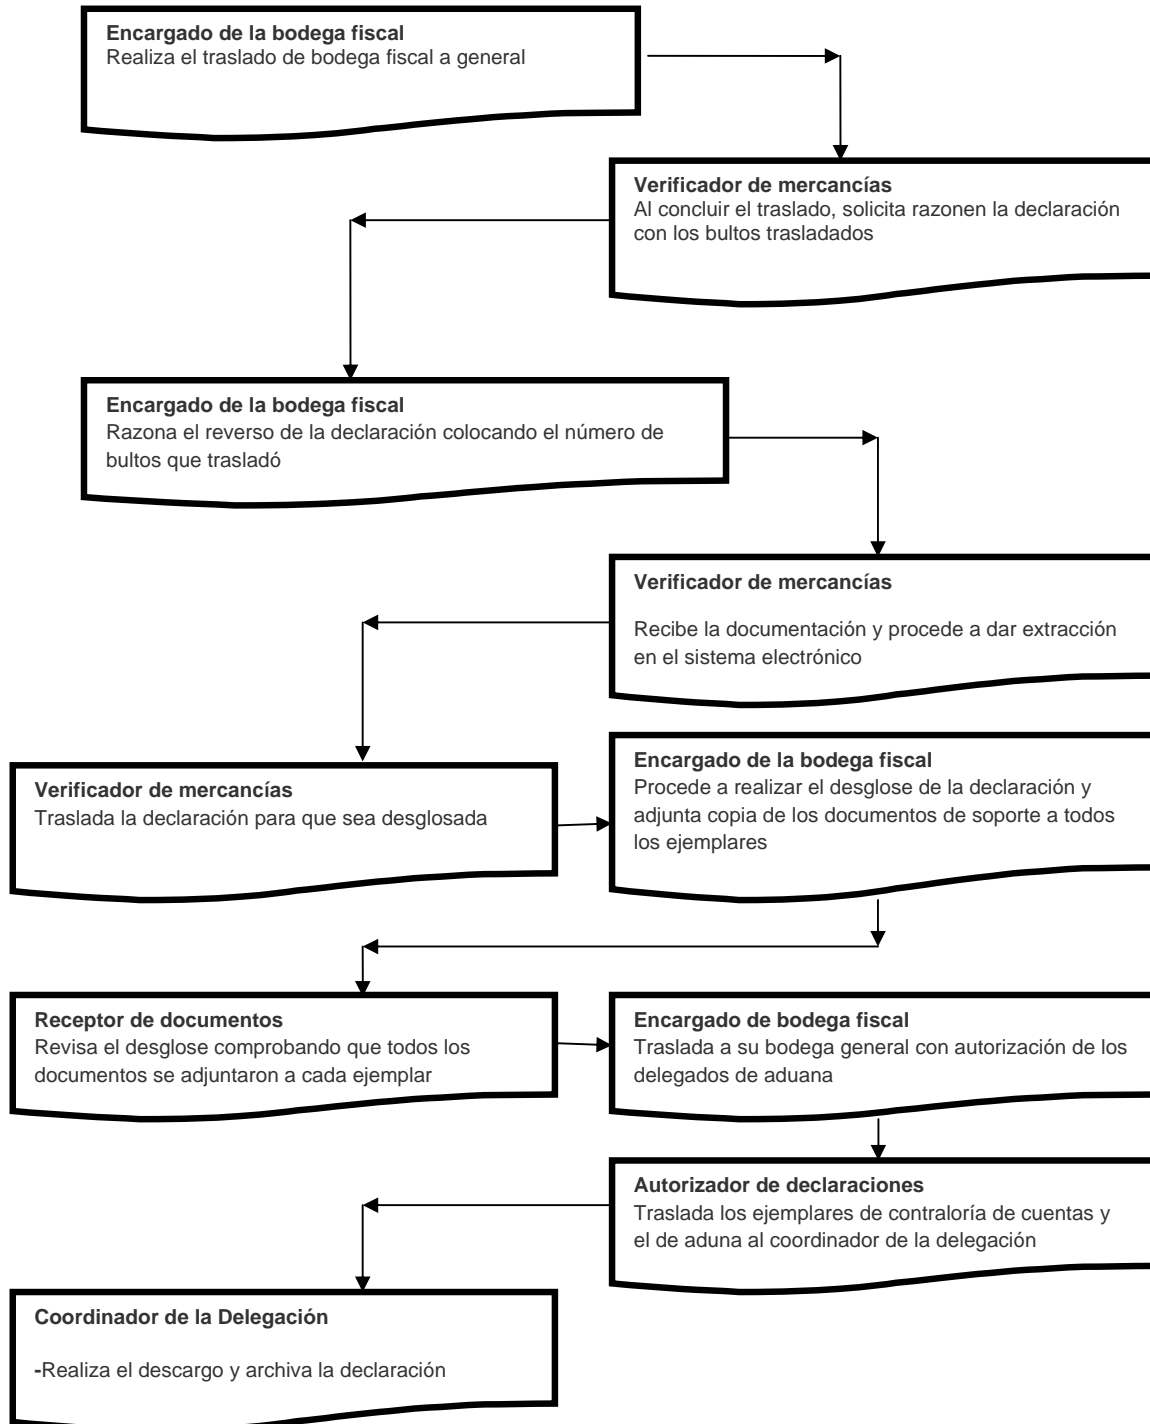 Encargado de la bodega fiscal
Realiza el traslado de bodega fiscal a general
Verificador de mercancías
Al concluir el traslado, solicita razonen la declaración
con los bultos trasladados
Encargado de la bodega fiscal
Razona el reverso de la declaración colocando el número de
bultos que trasladó
Verificador de mercancías
Recibe la documentación y procede a dar extracción
en el sistema electrónico
Verificador de mercancías
Traslada la declaración para que sea desglosada
Encargado de la bodega fiscal
Procede a realizar el desglose de la declaración y
adjunta copia de los documentos de soporte a todos
los ejemplares
Receptor de documentos
Revisa el desglose comprobando que todos los
documentos se adjuntaron a cada ejemplar
Encargado de bodega fiscal
Traslada a su bodega general con autorización de los
delegados de aduana
Autorizador de declaraciones
Traslada los ejemplares de contraloría de cuentas y
el de aduna al coordinador de la delegación
Coordinador de la Delegación
-Realiza el descargo y archiva la declaración